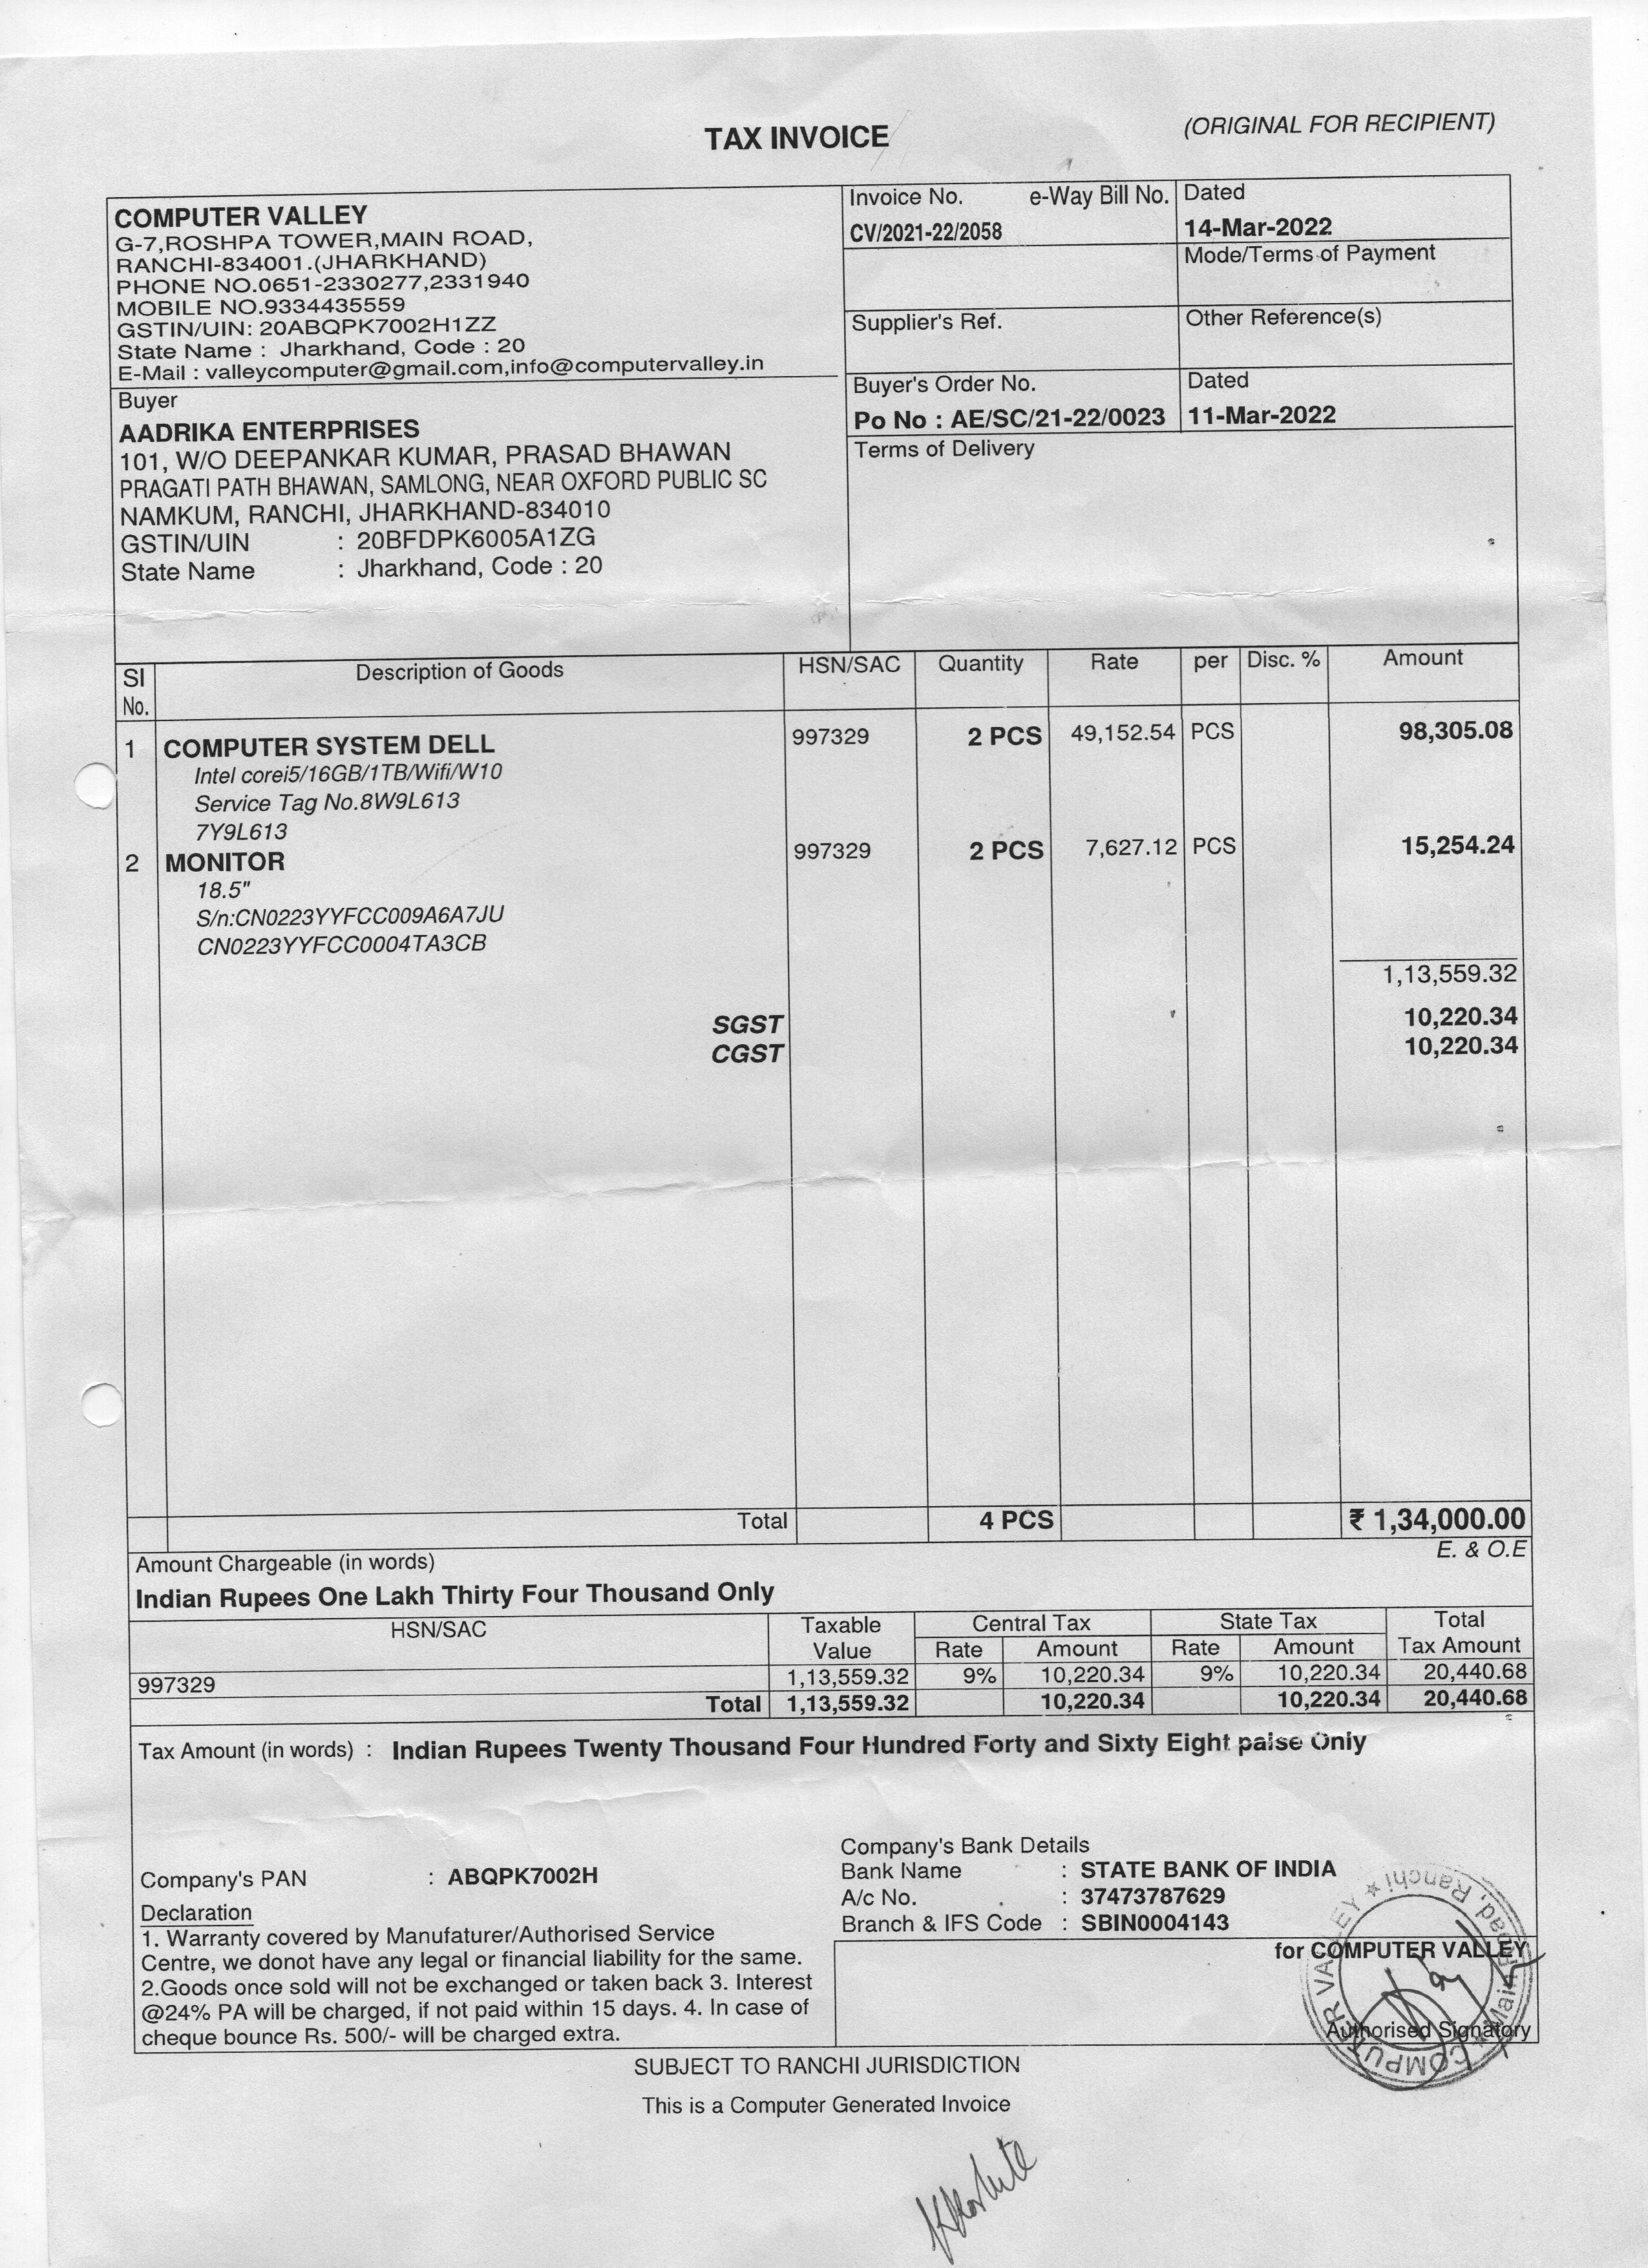 TAX INVOICE
(ORIGINAL FOR RECIPIENT)
COMPUTER VALLEY
G-7,ROSHPA TOWER,MAIN ROAD,
RANCHI-834001.(JHARKHAND)
PHONE NO.0651-2330277,2331940
MOBILE NO.9334435559
GSTIN/UIN: 20ABQPK7002H1ZZ
State Name : Jharkhand, Code : 20
E-Mail : valleycomputer@gmail.com,info@computervalley.in
Invoice No. e-Way Bill No. Dated
CV/2021-22/2058 14-Mar-2022
Mode/Terms of Payment
Supplier's Ref. Other Reference(s)
Buyer's Order No. Dated
Po No : AE/SC/21-22/0023 11-Mar-2022
Terms of Delivery
Buyer
AADRIKA ENTERPRISES
101, W/O DEEPANKAR KUMAR, PRASAD BHAWAN
PRAGATI PATH BHAWAN, SAMLONG, NEAR OXFORD PUBLIC SC
NAMKUM, RANCHI, JHARKHAND-834010
GSTIN/UIN : 20BFDPK6005A1ZG
State Name : Jharkhand, Code : 20
Sl No. Description of Goods HSN/SAC Quantity Rate per Disc. % Amount
1 COMPUTER SYSTEM DELL 997329 2 PCS 49,152.54 PCS 98,305.08
Intel corei5/16GB/1TB/Wifi/W10
Service Tag No.8W9L613
7Y9L613
2 MONITOR 997329 2 PCS 7,627.12 PCS 15,254.24
18.5"
S/n:CN0223YYFCC009A6A7JU
CN0223YYFCC0004TA3CB
1,13,559.32
SGST 10,220.34
CGST 10,220.34
Total 4 PCS ₹ 1,34,000.00
Amount Chargeable (in words) E. & O.E
Indian Rupees One Lakh Thirty Four Thousand Only
HSN/SAC Taxable Value Central Tax State Tax Total Tax Amount
Rate Amount Rate Amount
997329 1,13,559.32 9% 10,220.34 9% 10,220.34 20,440.68
Total 1,13,559.32 10,220.34 10,220.34 20,440.68
Tax Amount (in words) : Indian Rupees Twenty Thousand Four Hundred Forty and Sixty Eight paise Only
Company's Bank Details
Bank Name : STATE BANK OF INDIA
A/c No. : 37473787629
Branch & IFS Code : SBIN0004143
Company's PAN : ABQPK7002H
Declaration
1. Warranty covered by Manufaturer/Authorised Service
Centre, we donot have any legal or financial liability for the same.
2.Goods once sold will not be exchanged or taken back 3. Interest
@24% PA will be charged, if not paid within 15 days. 4. In case of
cheque bounce Rs. 500/- will be charged extra.
for COMPUTER VALLEY
Authorised Signatory
COMPUTER VALLEY ★ Main Road, Ranchi ★
SUBJECT TO RANCHI JURISDICTION
This is a Computer Generated Invoice